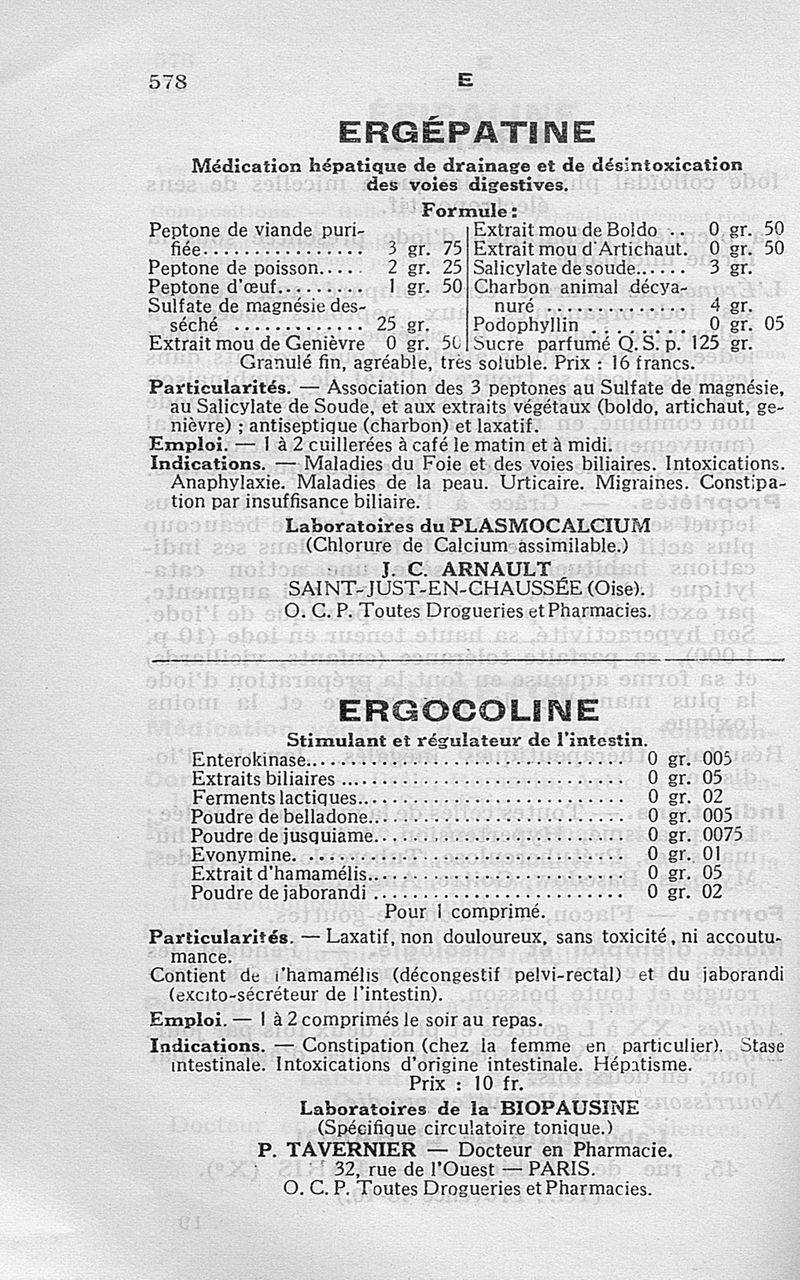 578
E
ERGÉPATINE
Médication hépatique de drainage et de désintoxication
des voies digestives.
Formule :
Peptone de viande puri-
fiée................ 3 gr. 75
Peptone de poisson..... 2 gr. 25
Peptone d'œuf......... 1 gr. 50
Sulfate de magnésie des-
séché .............. 25 gr.
Extrait mou de Genièvre 0 gr. 50
Extrait mou de Boldo .. 0 gr. 50
Extrait mou d'Artichaut. 0 gr. 50
Salicylate de soude...... 3 gr.
Charbon animal décya-
nuré .............. 4 gr.
Podophyllin ......... 0 gr. 05
Sucre parfumé Q. S. p. 125 gr.
Granulé fin, agréable, très soluble. Prix : 16 francs.
Particularités. — Association des 3 peptones au Sulfate de magnésie,
au Salicylate de Soude, et aux extraits végétaux (boldo, artichaut, ge-
nièvre) ; antiseptique (charbon) et laxatif.
Emploi. — 1 à 2 cuillerées à café le matin et à midi.
Indications. — Maladies du Foie et des voies biliaires. Intoxications.
Anaphylaxie. Maladies de la peau. Urticaire. Migraines. Constipa-
tion par insuffisance biliaire.
Laboratoires du PLASMOCALCIUM
(Chlorure de Calcium assimilable.)
J. C. ARNAULT
SAINT-JUST-EN-CHAUSSÉE (Oise).
O. C. P. Toutes Drogueries et Pharmacies.
ERGOCOLINE
Stimulant et régulateur de l'intestin.
Enterokinase.............................. 0 gr. 005
Extraits biliaires ........................... 0 gr. 05
Ferments lactiques......................... 0 gr. 02
Poudre de belladone........................ 0 gr. 005
Poudre de jusquiame....................... 0 gr. 0075
Evonymine. .............................. 0 gr. 01
Extrait d'hamamélis........................ 0 gr. 05
Poudre de jaborandi ....................... 0 gr. 02
Pour 1 comprimé.
Particularités. — Laxatif, non douloureux, sans toxicité, ni accoutu-
mance.
Contient de l'hamamélis (décongestif pelvi-rectal) et du jaborandi
(excito-sécréteur de l'intestin).
Emploi. — 1 à 2 comprimés le soir au repas.
Indications. — Constipation (chez la femme en particulier). Stase
intestinale. Intoxications d'origine intestinale. Hépatisme.
Prix : 10 fr.
Laboratoires de la BIOPAUSINE
(Spécifique circulatoire tonique.)
P. TAVERNIER — Docteur en Pharmacie.
32, rue de l'Ouest — PARIS.
O. C. P. Toutes Drogueries et Pharmacies.